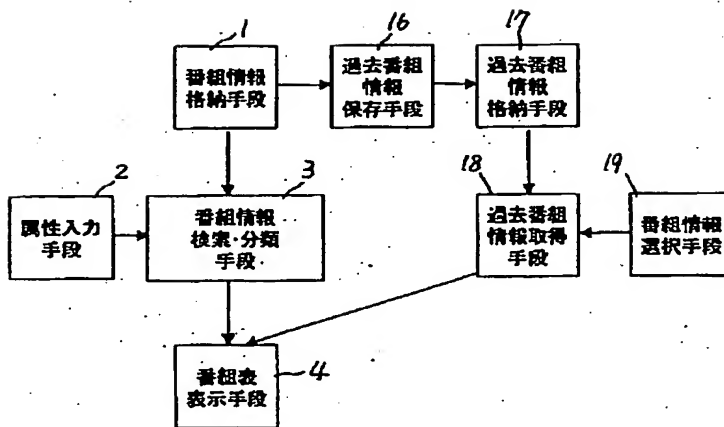 1
番組情報
格納手段
16
過去番組
情報
保存手段
17
過去番組
情報
格納手段
2
属性入力
手段
3
番組情報
検索・分類
手段
18
過去番組
情報取得
手段
19
番組情報
選択手段
番組表
表示手段
4